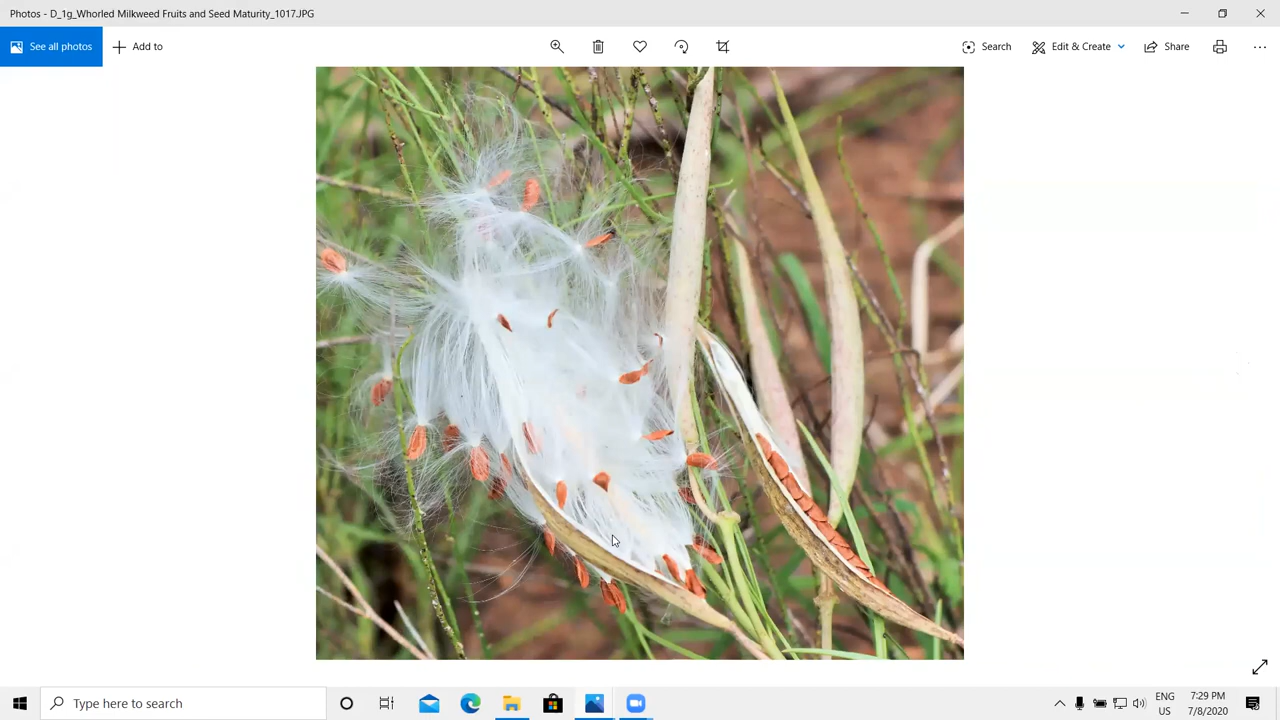 Photos - D_1g_Whorled Milkweed Fruits and Seed Maturity_1017.JPG
See all photos
Add to
Search
Edit & Create
Share
Type here to search
ENG
US
7:29 PM
7/8/2020